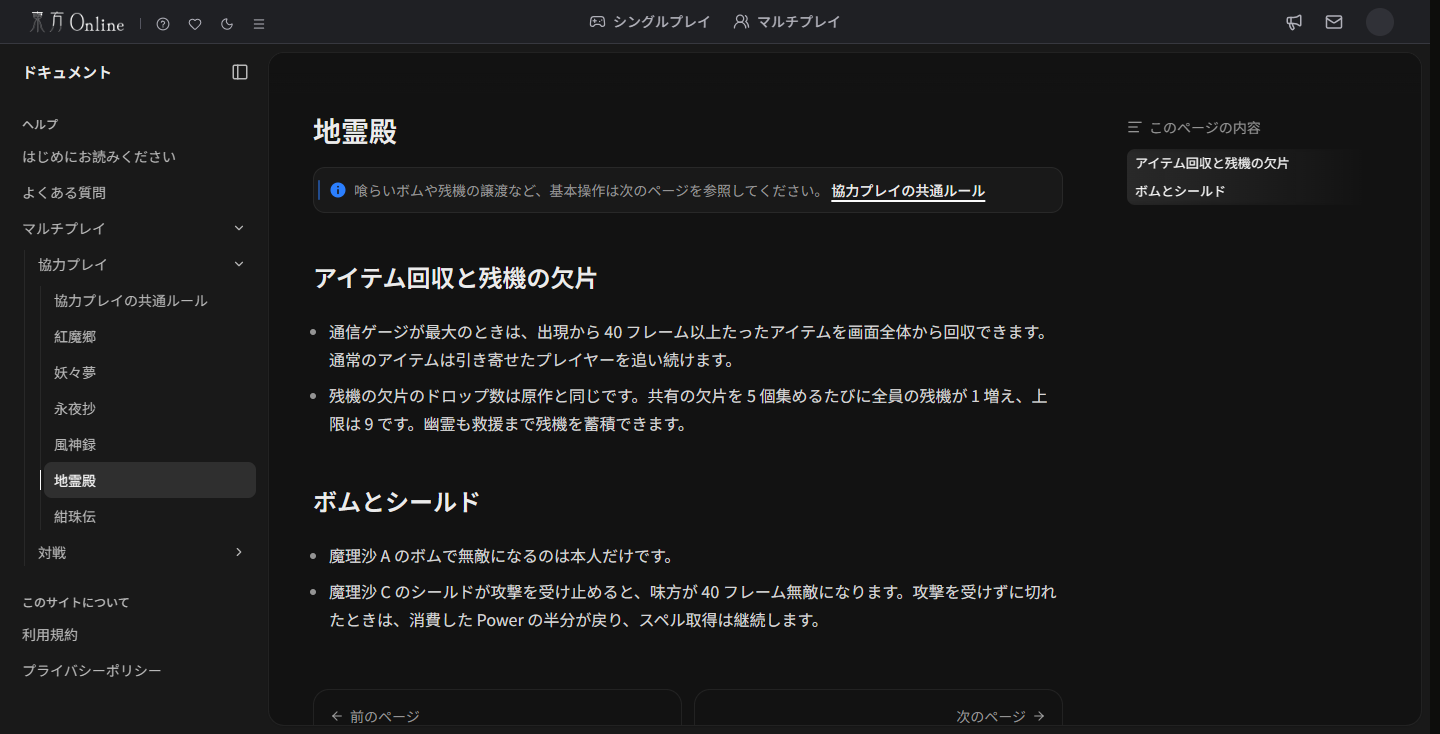 東方Online
シングルプレイ
マルチプレイ
ドキュメント
ヘルプ
はじめにお読みください
よくある質問
マルチプレイ
協力プレイ
協力プレイの共通ルール
紅魔郷
妖々夢
永夜抄
風神録
地霊殿
紺珠伝
対戦
このサイトについて
利用規約
プライバシーポリシー
地霊殿
喰らいボムや残機の譲渡など、基本操作は次のページを参照してください。 協力プレイの共通ルール
アイテム回収と残機の欠片
通信ゲージが最大のときは、出現から 40 フレーム以上たったアイテムを画面全体から回収できます。
通常のアイテムは引き寄せたプレイヤーを追い続けます。
残機の欠片のドロップ数は原作と同じです。共有の欠片を 5 個集めるたびに全員の残機が 1 増え、上
限は 9 です。幽霊も救援まで残機を蓄積できます。
ボムとシールド
魔理沙 A のボムで無敵になるのは本人だけです。
魔理沙 C のシールドが攻撃を受け止めると、味方が 40 フレーム無敵になります。攻撃を受けずに切れ
たときは、消費した Power の半分が戻り、スペル取得は継続します。
前のページ
次のページ
このページの内容
アイテム回収と残機の欠片
ボムとシールド